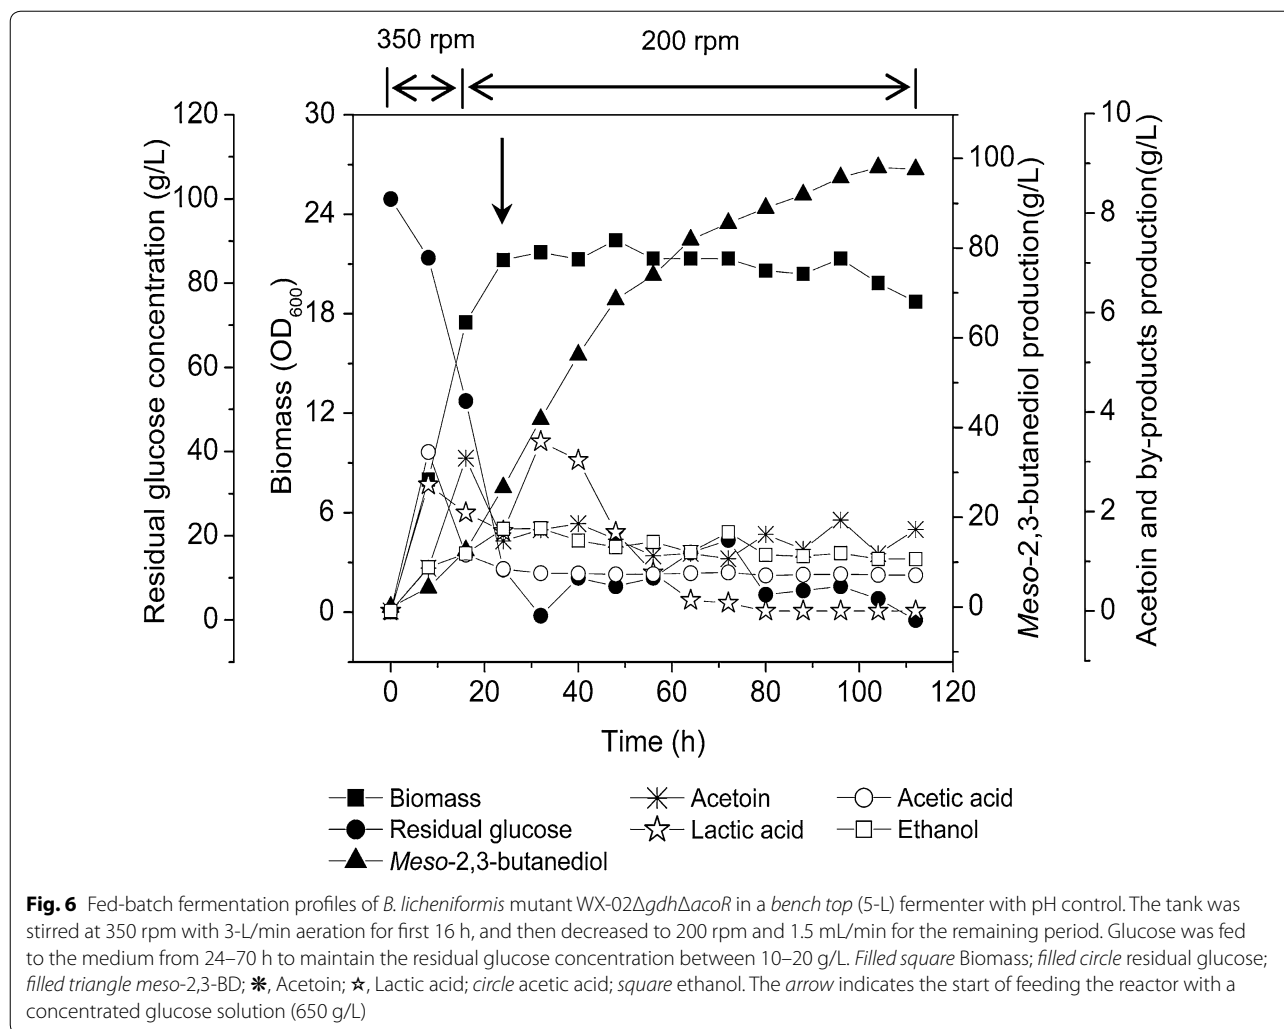 350 rpm
200 rpm
120
100
80
60
40
20
0
Residual glucose concentration (g/L)
30
24
18
12
6
0
Biomass (OD600)
100
80
60
40
20
0
Meso-2,3-butanediol production(g/L)
10
8
6
4
2
0
Acetoin and by-products production(g/L)
0 20 40 60 80 100 120
Time (h)
Biomass Acetoin Acetic acid
Residual glucose Lactic acid Ethanol
Meso-2,3-butanediol
Fig. 6 Fed-batch fermentation profiles of B. licheniformis mutant WX-02ΔgdhΔacoR in a bench top (5-L) fermenter with pH control. The tank was
stirred at 350 rpm with 3-L/min aeration for first 16 h, and then decreased to 200 rpm and 1.5 mL/min for the remaining period. Glucose was fed
to the medium from 24–70 h to maintain the residual glucose concentration between 10–20 g/L. Filled square Biomass; filled circle residual glucose;
filled triangle meso-2,3-BD; ❋, Acetoin; ☆, Lactic acid; circle acetic acid; square ethanol. The arrow indicates the start of feeding the reactor with a
concentrated glucose solution (650 g/L)